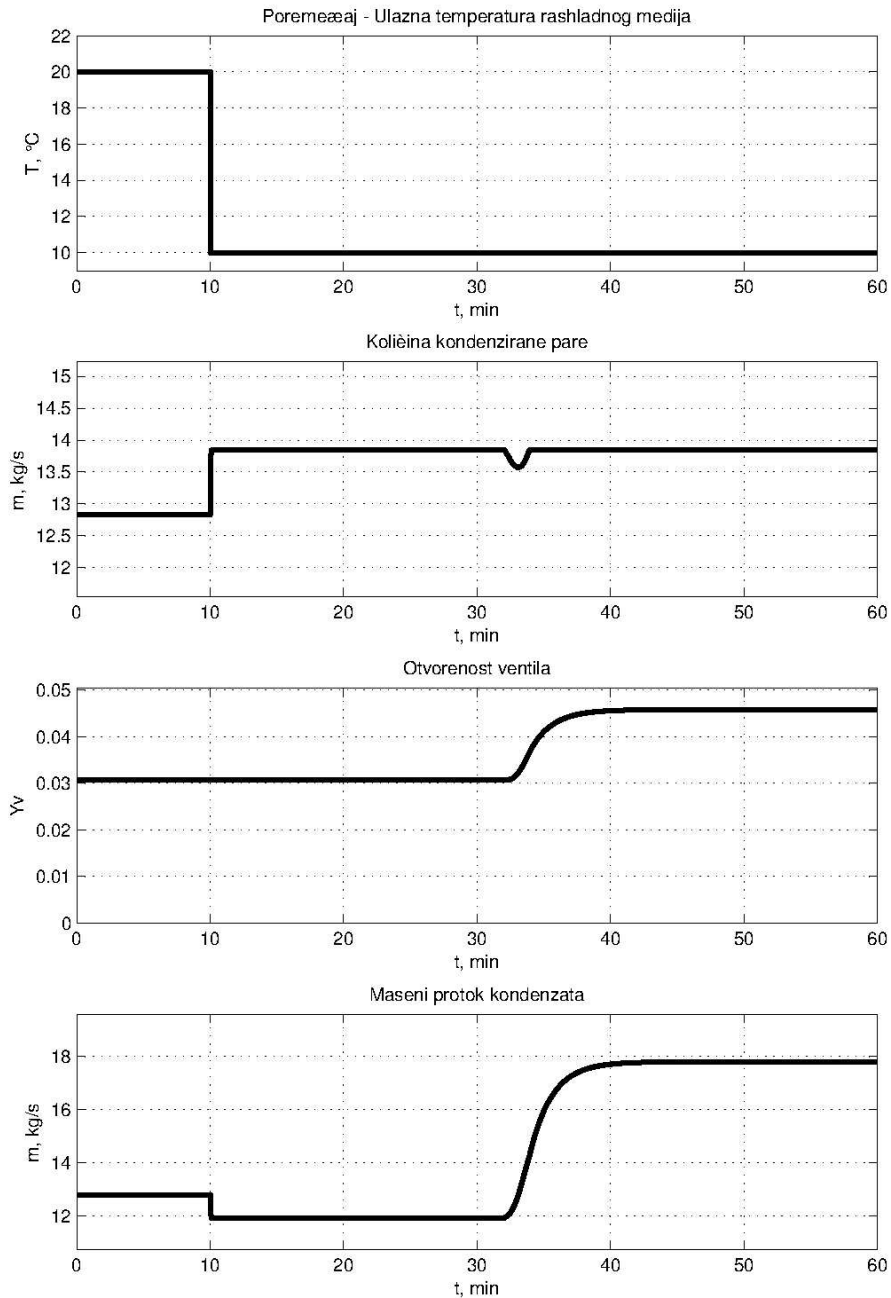 Poremeæaj - Ulazna temperatura rashladnog medija
22
20
18
16
14
12
10
T, °C
0 10 20 30 40 50 60
t, min
Kolièina kondenzirane pare
15
14.5
14
13.5
13
12.5
12
m, kg/s
0 10 20 30 40 50 60
t, min
Otvorenost ventila
0.05
0.04
0.03
0.02
0.01
0
Yv
0 10 20 30 40 50 60
t, min
Maseni protok kondenzata
18
16
14
12
m, kg/s
0 10 20 30 40 50 60
t, min